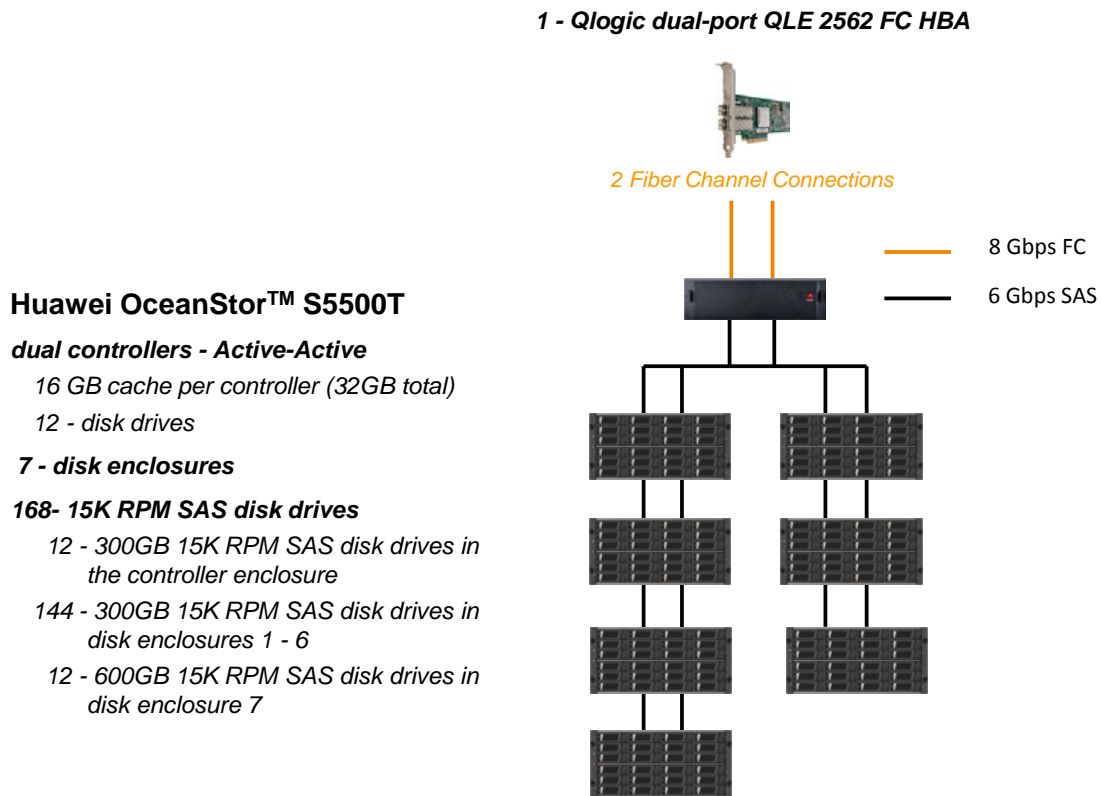 1 - Qlogic dual-port QLE 2562 FC HBA
2 Fiber Channel Connections
8 Gbps FC
6 Gbps SAS
Huawei OceanStor™ S5500T
dual controllers - Active-Active
16 GB cache per controller (32GB total)
12 - disk drives
7 - disk enclosures
168- 15K RPM SAS disk drives
12 - 300GB 15K RPM SAS disk drives in
the controller enclosure
144 - 300GB 15K RPM SAS disk drives in
disk enclosures 1 - 6
12 - 600GB 15K RPM SAS disk drives in
disk enclosure 7